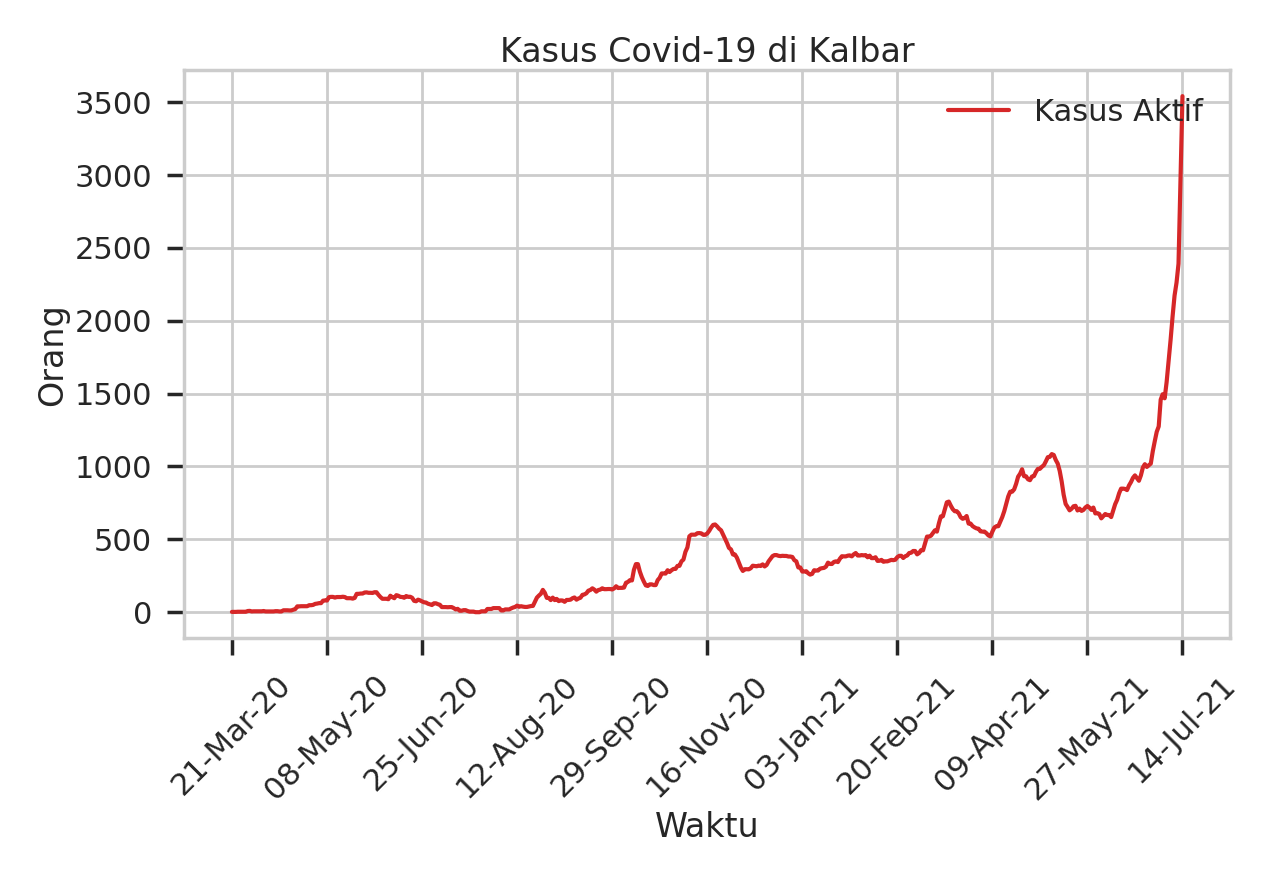 Kasus Covid-19 di Kalbar
Kasus Aktif
3500
3000
2500
2000
1500
1000
500
0
Orang
21-Mar-20
08-May-20
25-Jun-20
12-Aug-20
29-Sep-20
16-Nov-20
03-Jan-21
20-Feb-21
09-Apr-21
27-May-21
14-Jul-21
Waktu